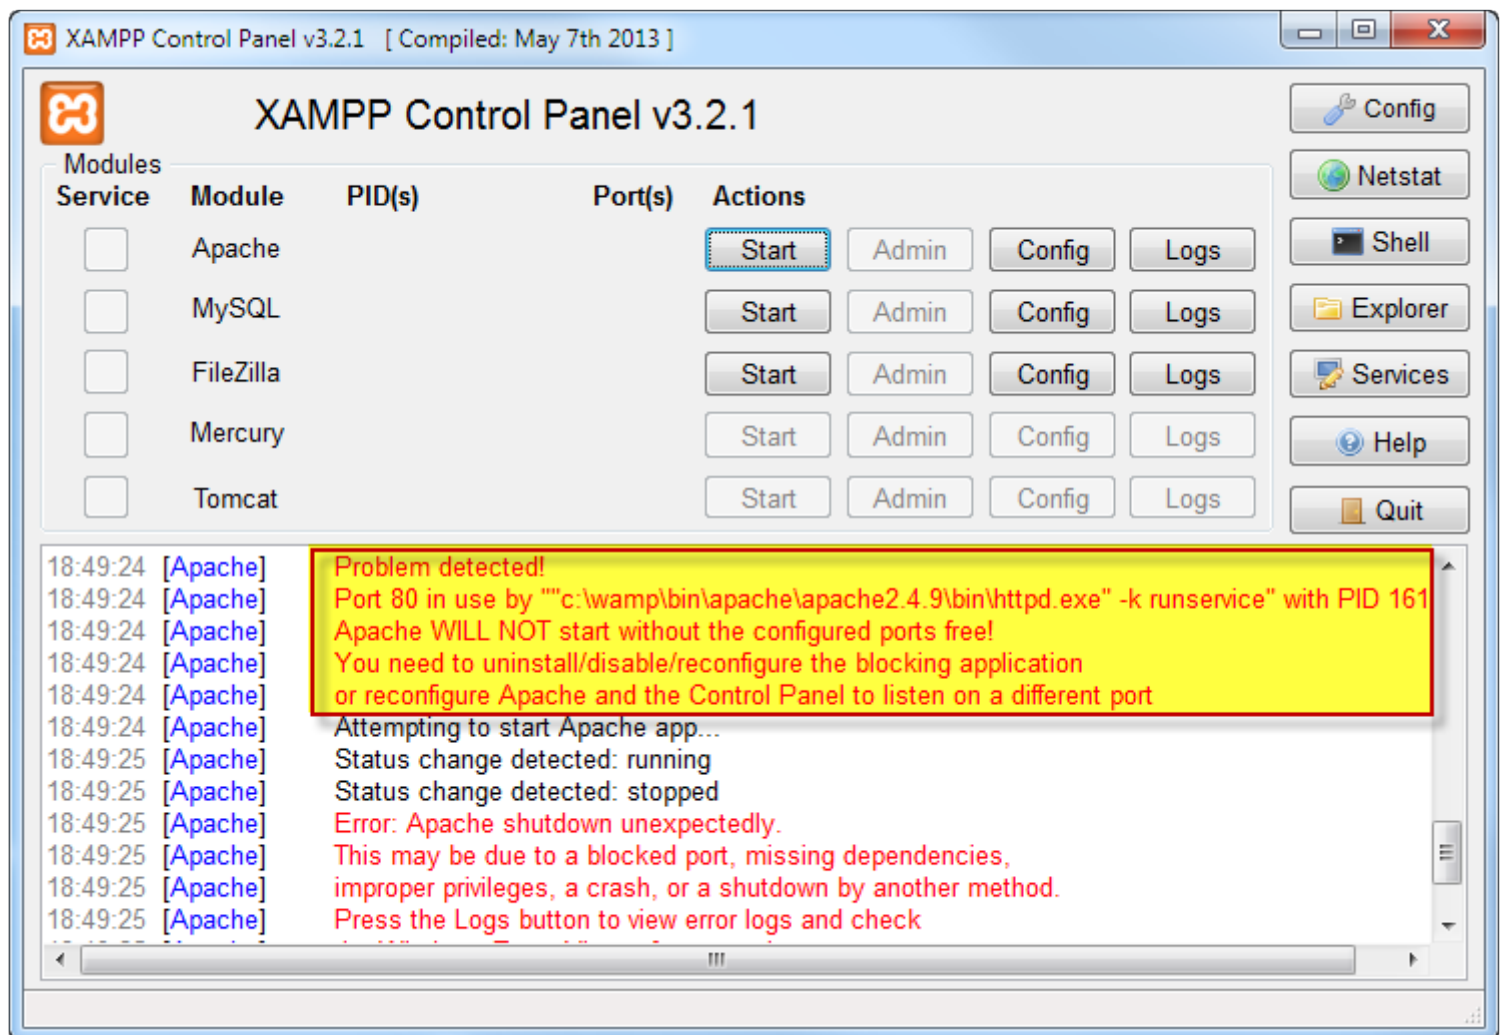 XAMPP Control Panel v3.2.1 [ Compiled: May 7th 2013 ]
XAMPP Control Panel v3.2.1
Config
Modules
Netstat
Service Module PID(s) Port(s) Actions
Shell
Apache Start Admin Config Logs
MySQL Start Admin Config Logs
Explorer
FileZilla Start Admin Config Logs
Services
Mercury Start Admin Config Logs
Help
Tomcat Start Admin Config Logs
Quit
18:49:24 [Apache] Problem detected!
18:49:24 [Apache] Port 80 in use by ""c:\wamp\bin\apache\apache2.4.9\bin\httpd.exe" -k runservice" with PID 161
18:49:24 [Apache] Apache WILL NOT start without the configured ports free!
18:49:24 [Apache] You need to uninstall/disable/reconfigure the blocking application
18:49:24 [Apache] or reconfigure Apache and the Control Panel to listen on a different port
18:49:24 [Apache] Attempting to start Apache app...
18:49:25 [Apache] Status change detected: running
18:49:25 [Apache] Status change detected: stopped
18:49:25 [Apache] Error: Apache shutdown unexpectedly.
18:49:25 [Apache] This may be due to a blocked port, missing dependencies,
18:49:25 [Apache] improper privileges, a crash, or a shutdown by another method.
18:49:25 [Apache] Press the Logs button to view error logs and check